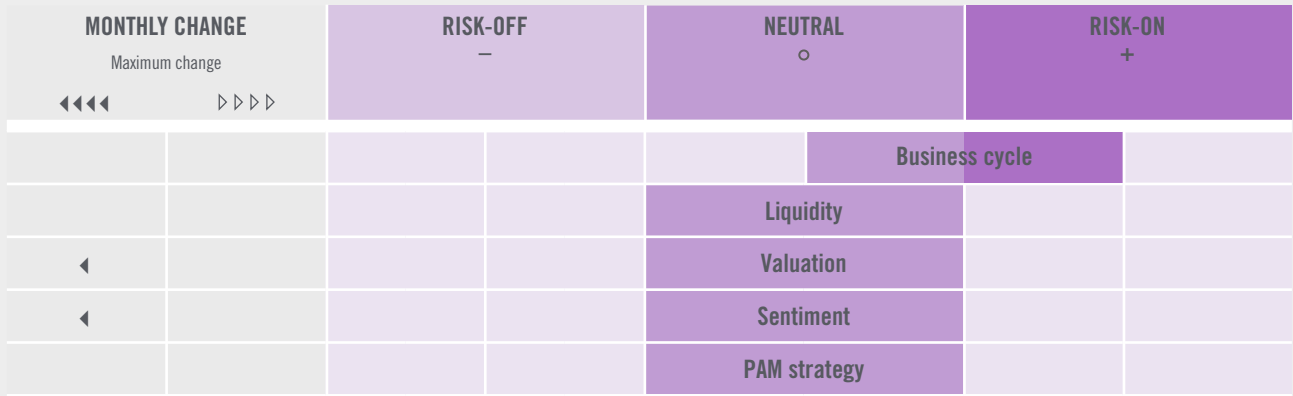 MONTHLY CHANGE
Maximum change
RISK-OFF
–
NEUTRAL
○
RISK-ON
+
Business cycle
Liquidity
Valuation
Sentiment
PAM strategy